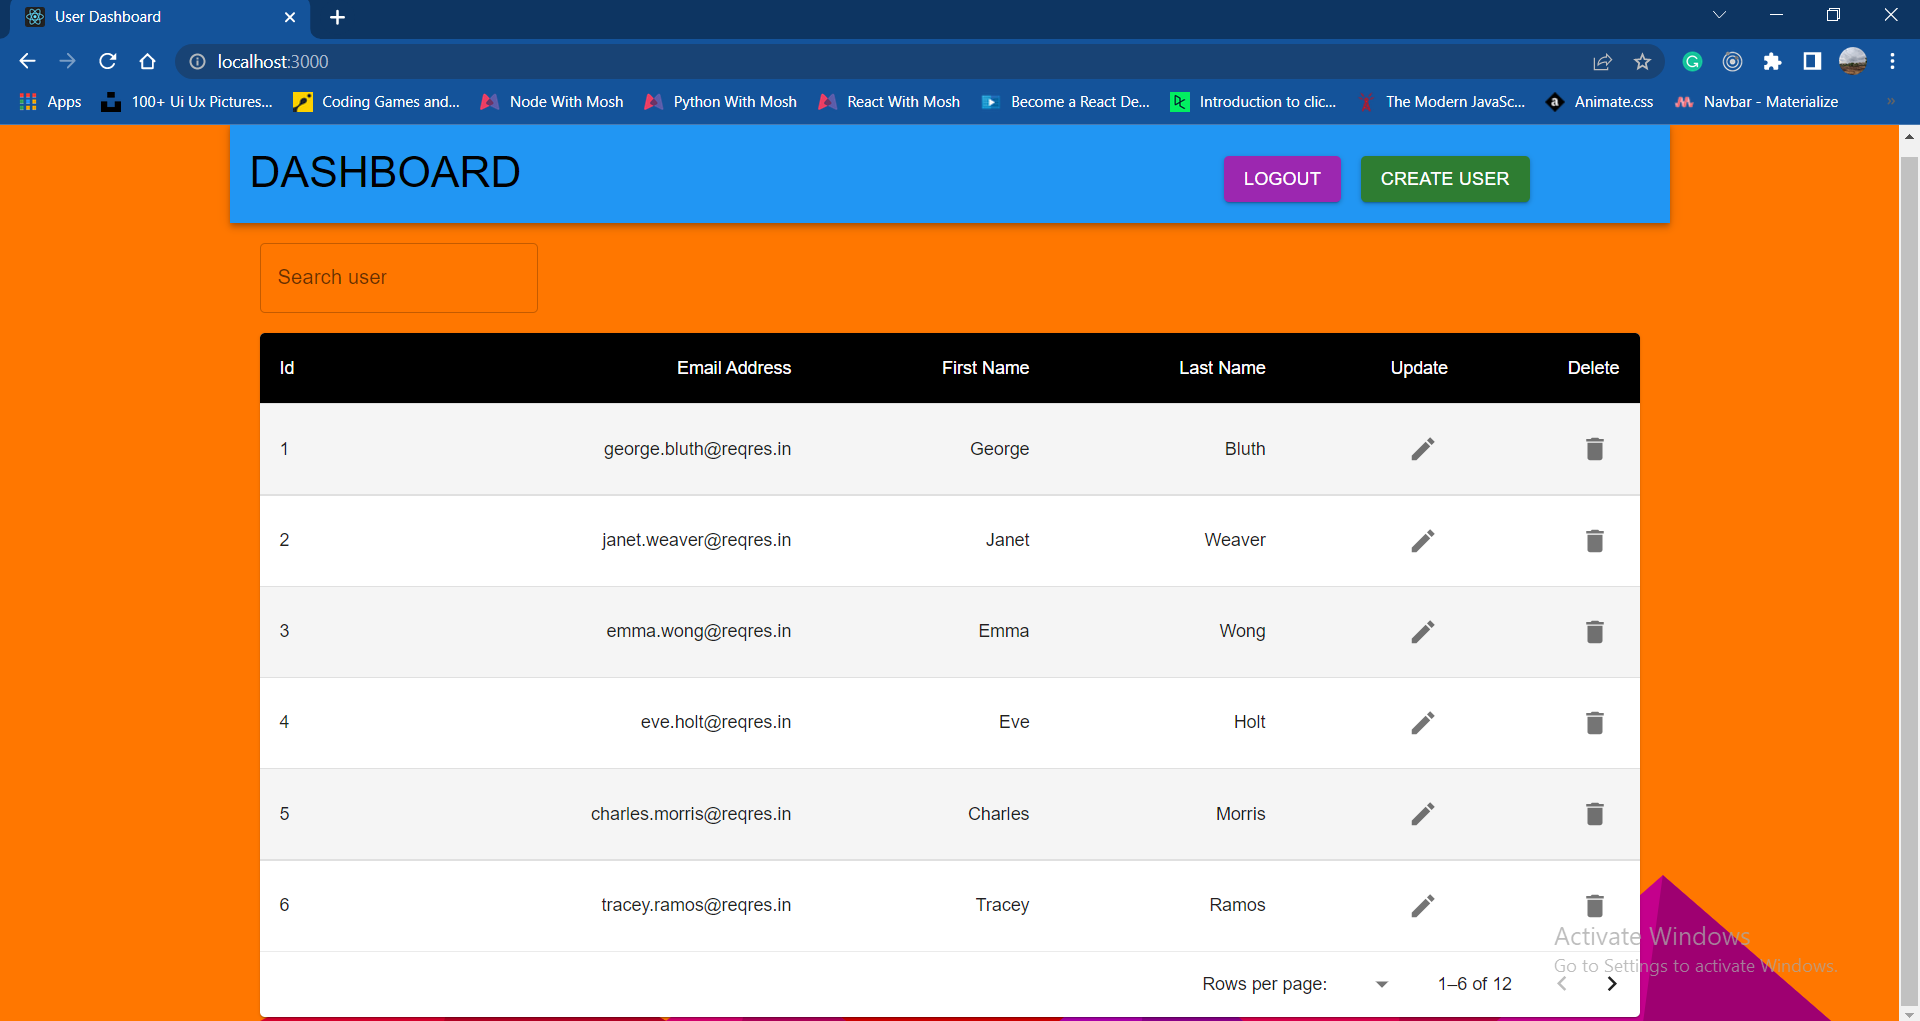 User Dashboard
localhost:3000
Apps 100+ Ui Ux Pictures... Coding Games and... Node With Mosh Python With Mosh React With Mosh Become a React De... Introduction to clic... The Modern JavaSc... Animate.css Navbar - Materialize »
DASHBOARD LOGOUT CREATE USER
Search user
Id Email Address First Name Last Name Update Delete
1 george.bluth@reqres.in George Bluth
2 janet.weaver@reqres.in Janet Weaver
3 emma.wong@reqres.in Emma Wong
4 eve.holt@reqres.in Eve Holt
5 charles.morris@reqres.in Charles Morris
6 tracey.ramos@reqres.in Tracey Ramos
Activate Windows
Go to Settings to activate Windows.
Rows per page: 1–6 of 12